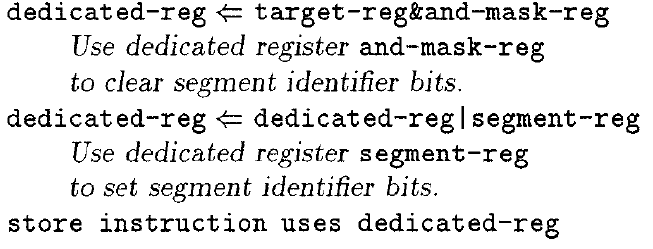 dedicated-reg ⇐ target-reg&and-mask-reg
Use dedicated register and-mask-reg
to clear segment identifier bits.
dedicated-reg ⇐ dedicated-reg|segment-reg
Use dedicated register segment-reg
to set segment identifier bits.
store instruction uses dedicated-reg